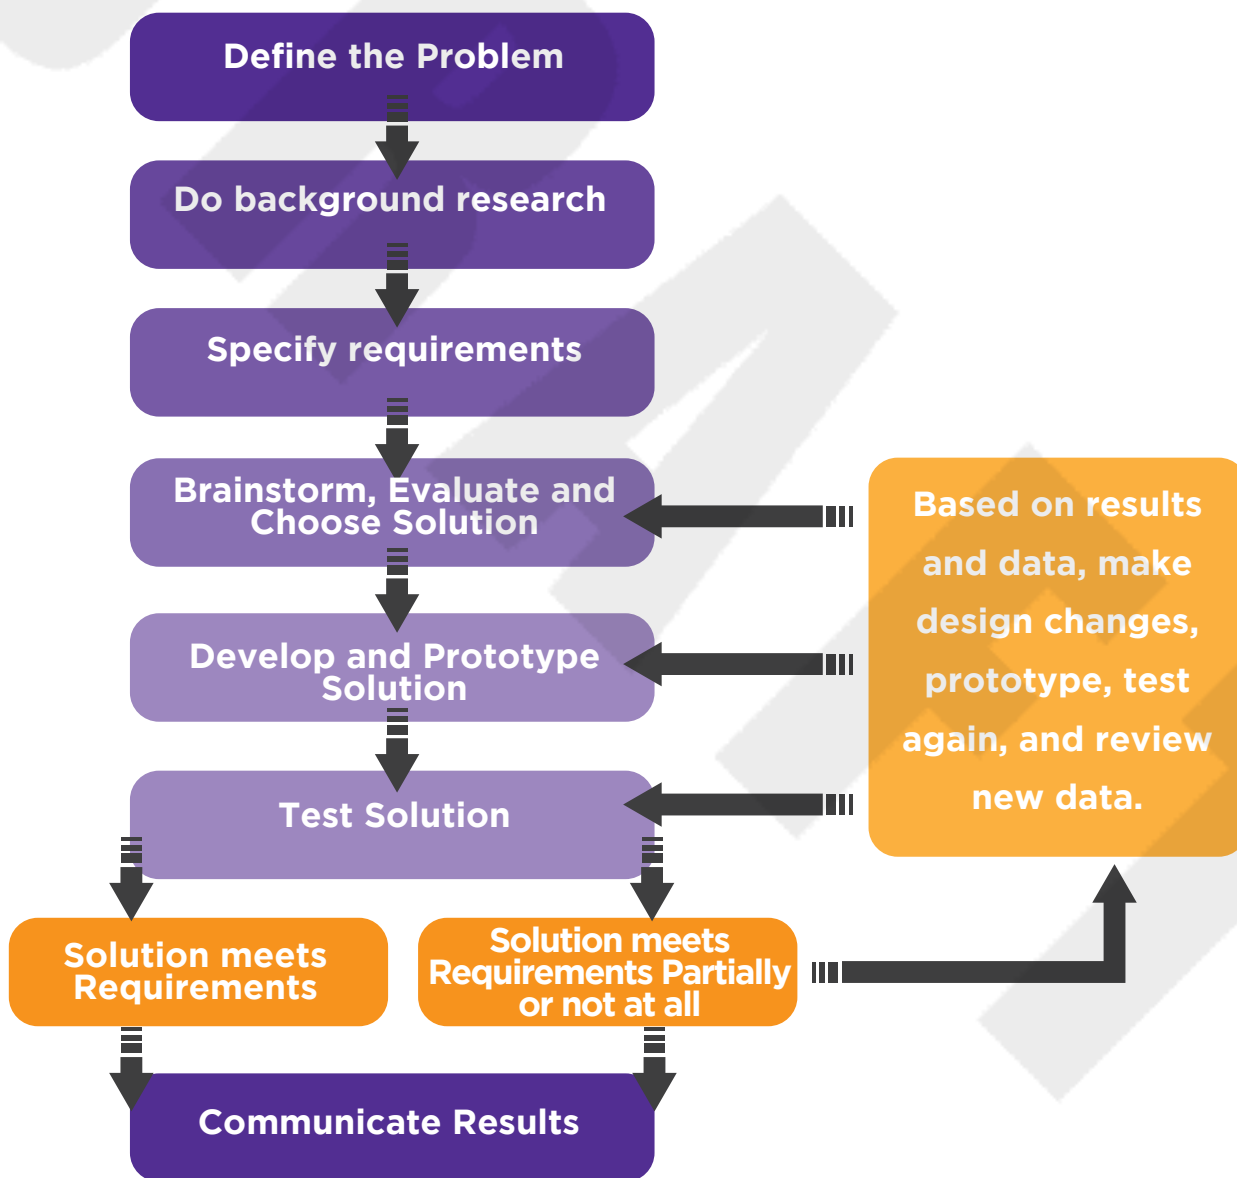 Define the Problem
Do background research
Specify requirements
Brainstorm, Evaluate and
Choose Solution
Develop and Prototype
Solution
Test Solution
Solution meets
Requirements
Solution meets
Requirements Partially
or not at all
Based on results
and data, make
design changes,
prototype, test
again, and review
new data.
Communicate Results